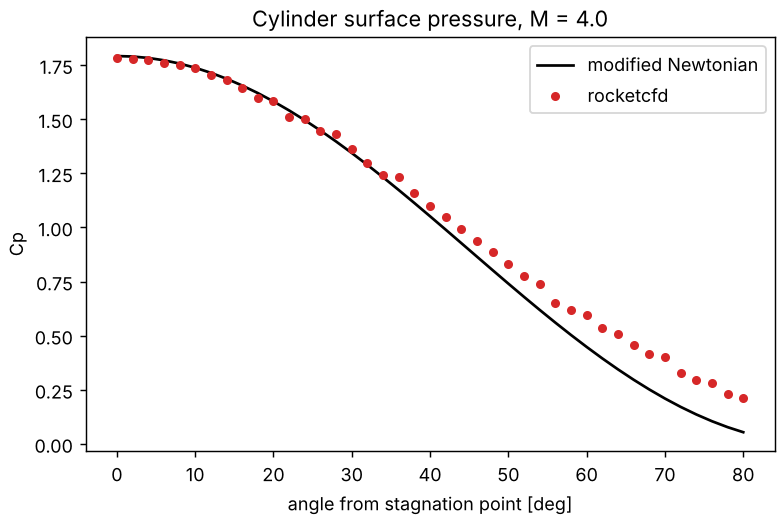 Cylinder surface pressure, M = 4.0
modified Newtonian
rocketcfd
Cp
1.75
1.50
1.25
1.00
0.75
0.50
0.25
0.00
0 10 20 30 40 50 60 70 80
angle from stagnation point [deg]